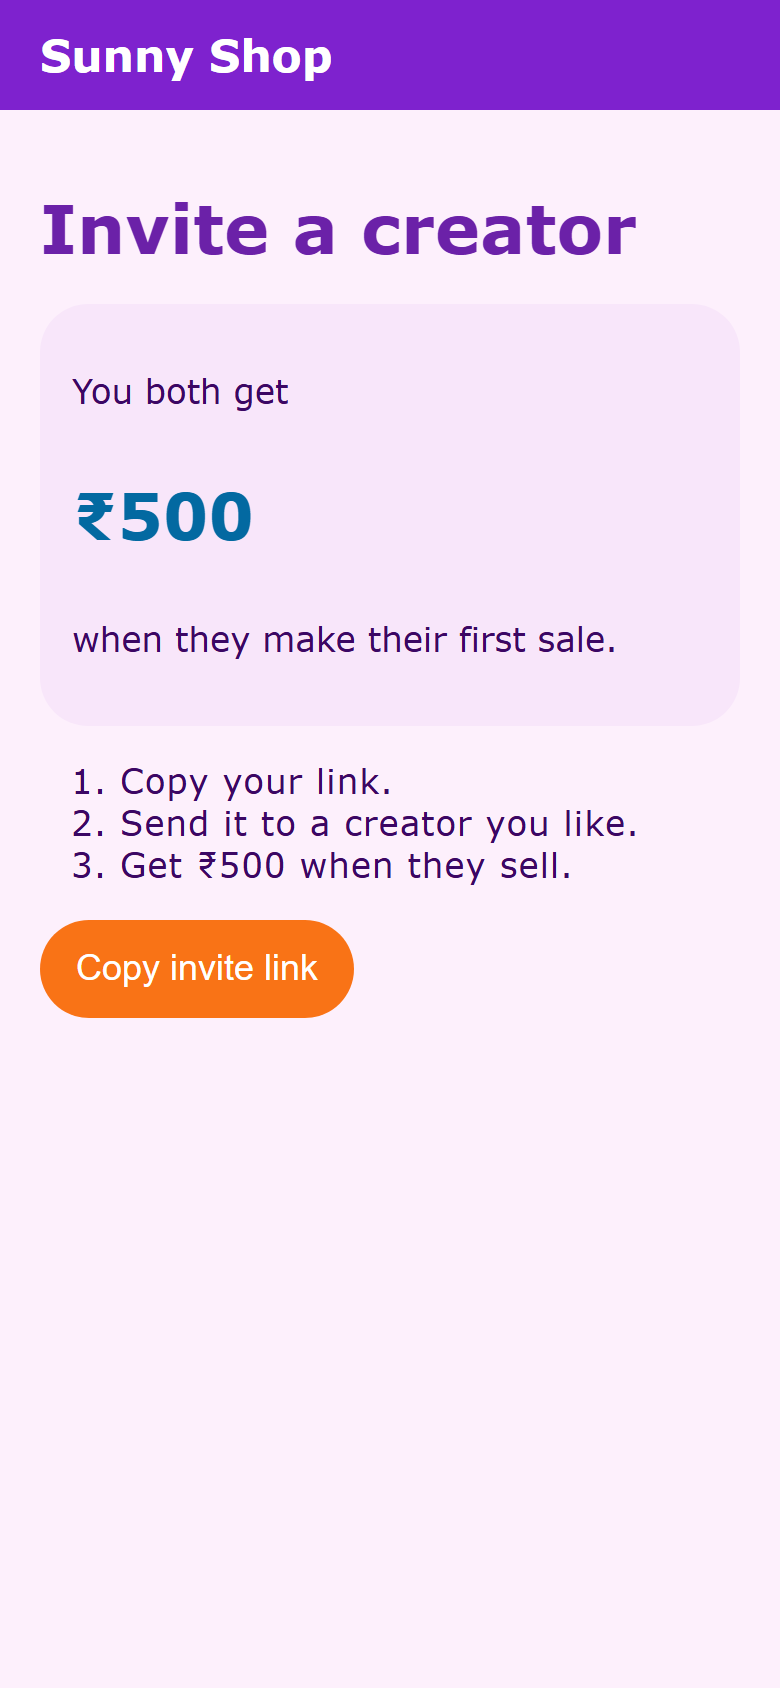 Sunny Shop
Invite a creator
You both get
₹500
when they make their first sale.
1. Copy your link.
2. Send it to a creator you like.
3. Get ₹500 when they sell.
Copy invite link